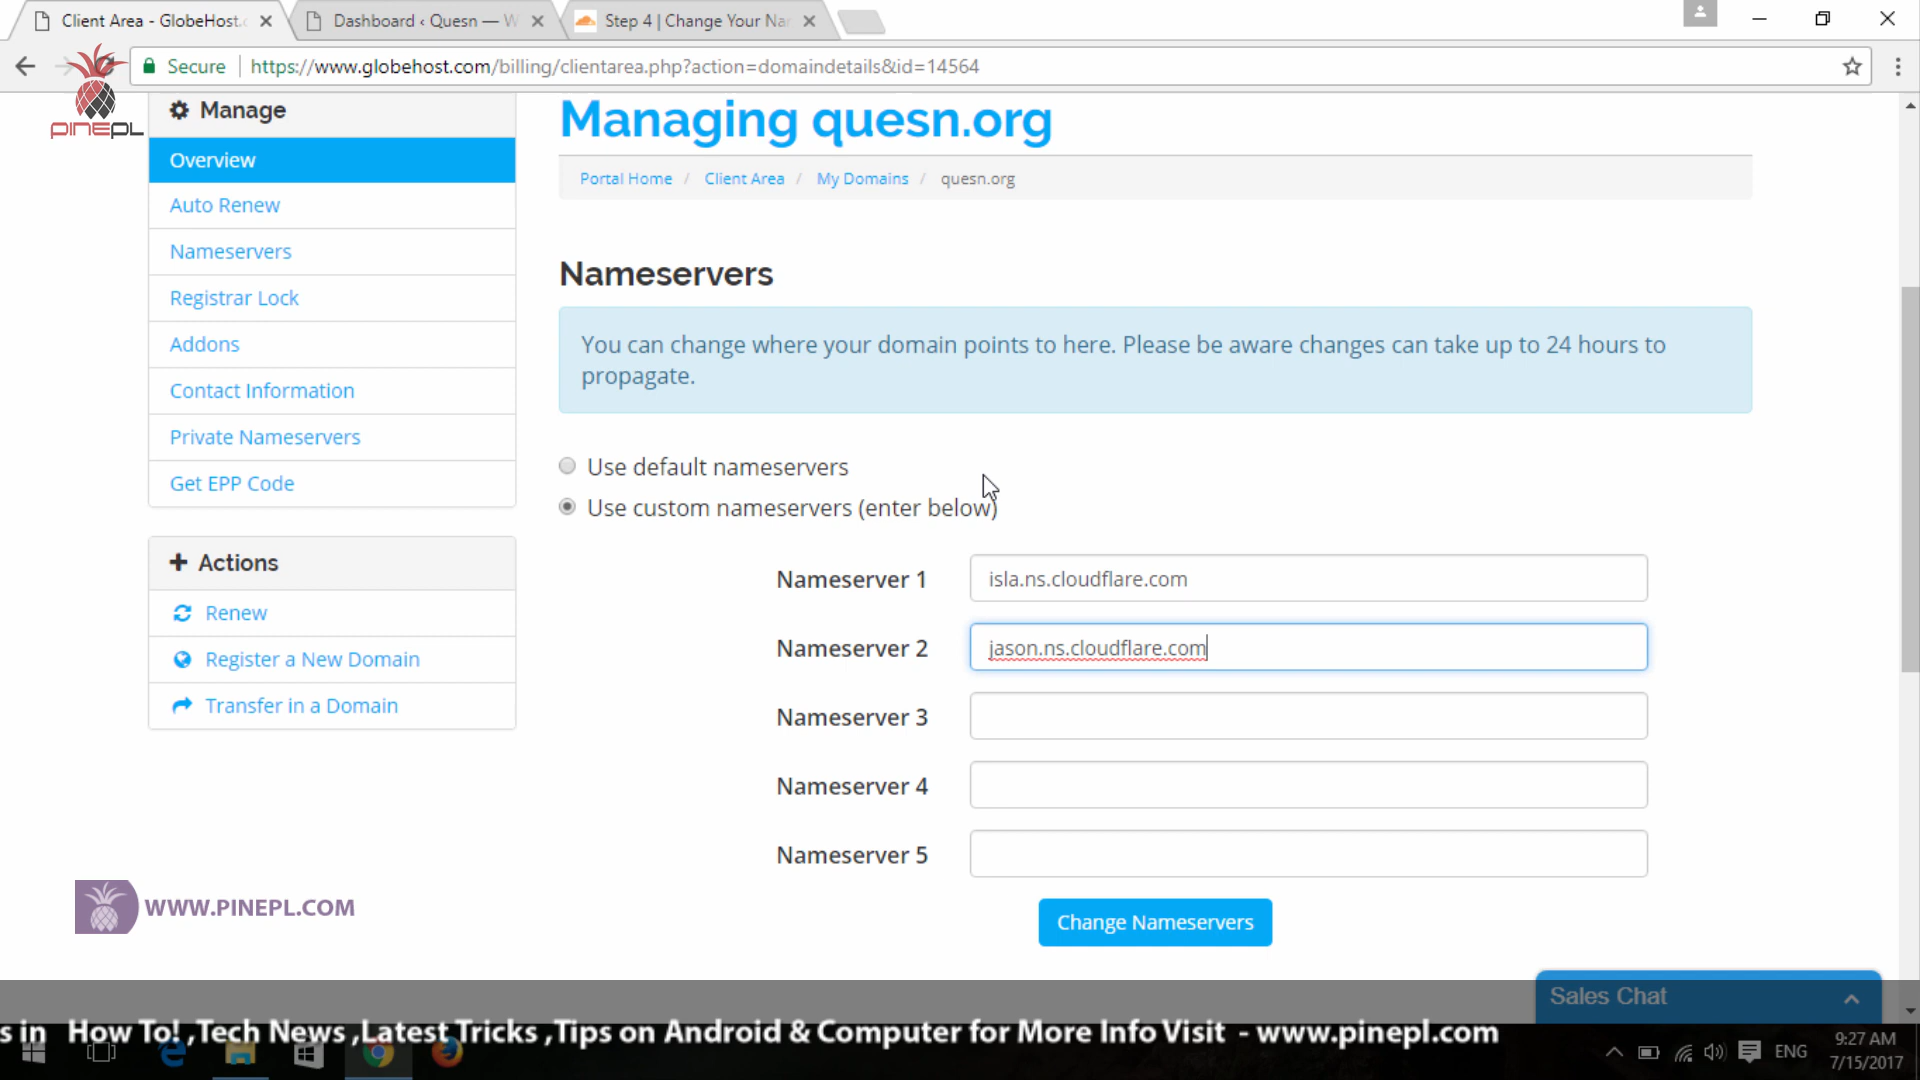 Client Area - GlobeHost.c
Dashboard ‹ Quesn — W
Step 4 | Change Your Nar
Secure
https://www.globehost.com/billing/clientarea.php?action=domaindetails&id=14564
PINEPL
Manage
Overview
Auto Renew
Nameservers
Registrar Lock
Addons
Contact Information
Private Nameservers
Get EPP Code
Actions
Renew
Register a New Domain
Transfer in a Domain
Managing quesn.org
Portal Home / Client Area / My Domains / quesn.org
Nameservers
You can change where your domain points to here. Please be aware changes can take up to 24 hours to
propagate.
Use default nameservers
Use custom nameservers (enter below)
Nameserver 1 isla.ns.cloudflare.com
Nameserver 2 jason.ns.cloudflare.com
Nameserver 3
Nameserver 4
Nameserver 5
Change Nameservers
WWW.PINEPL.COM
Sales Chat
s in How To! ,Tech News ,Latest Tricks ,Tips on Android & Computer for More Info Visit - www.pinepl.com
ENG
9:27 AM
7/15/2017